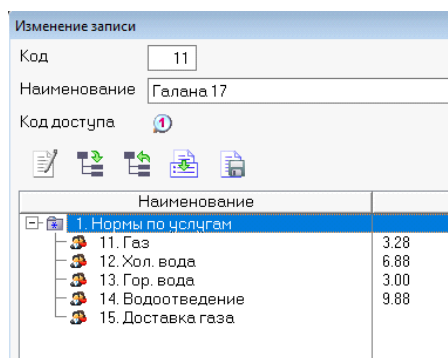 Изменение записи
Код 11
Наименование Галана 17
Код доступа 1
Наименование
1. Нормы по услугам
11. Газ 3.28
12. Хол. вода 6.88
13. Гор. вода 3.00
14. Водоотведение 9.88
15. Доставка газа